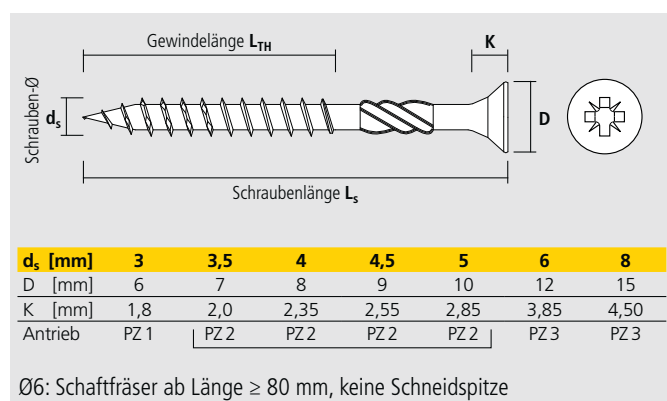 Gewindelänge LTH
K
Schrauben-Ø
ds
D
Schraubenlänge Ls
ds [mm] 3 3,5 4 4,5 5 6 8
D [mm] 6 7 8 9 10 12 15
K [mm] 1,8 2,0 2,35 2,55 2,85 3,85 4,50
Antrieb PZ 1 PZ 2 PZ 2 PZ 2 PZ 2 PZ 3 PZ 3
Ø6: Schaftfräser ab Länge ≥ 80 mm, keine Schneidspitze